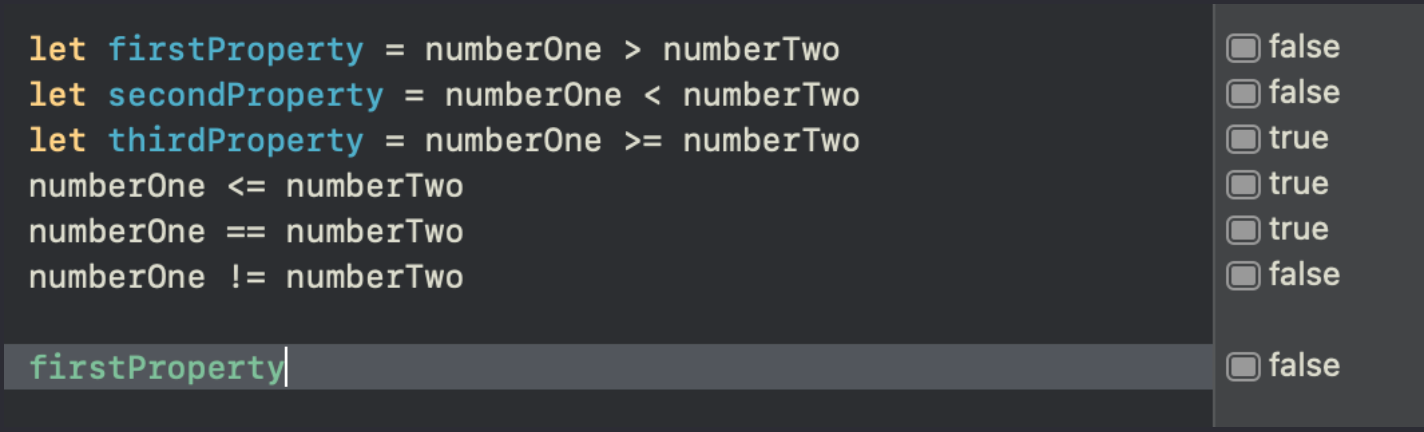 let firstProperty = numberOne > numberTwo false
let secondProperty = numberOne < numberTwo false
let thirdProperty = numberOne >= numberTwo true
numberOne <= numberTwo true
numberOne == numberTwo true
numberOne != numberTwo false
firstProperty false